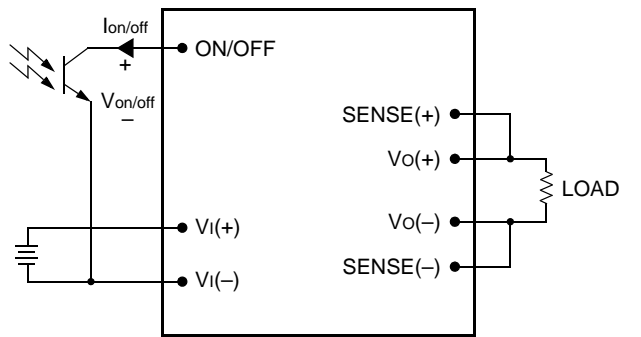 Ion/off
+
Von/off
–
ON/OFF
VI(+)
VI(–)
SENSE(+)
VO(+)
VO(–)
SENSE(–)
LOAD